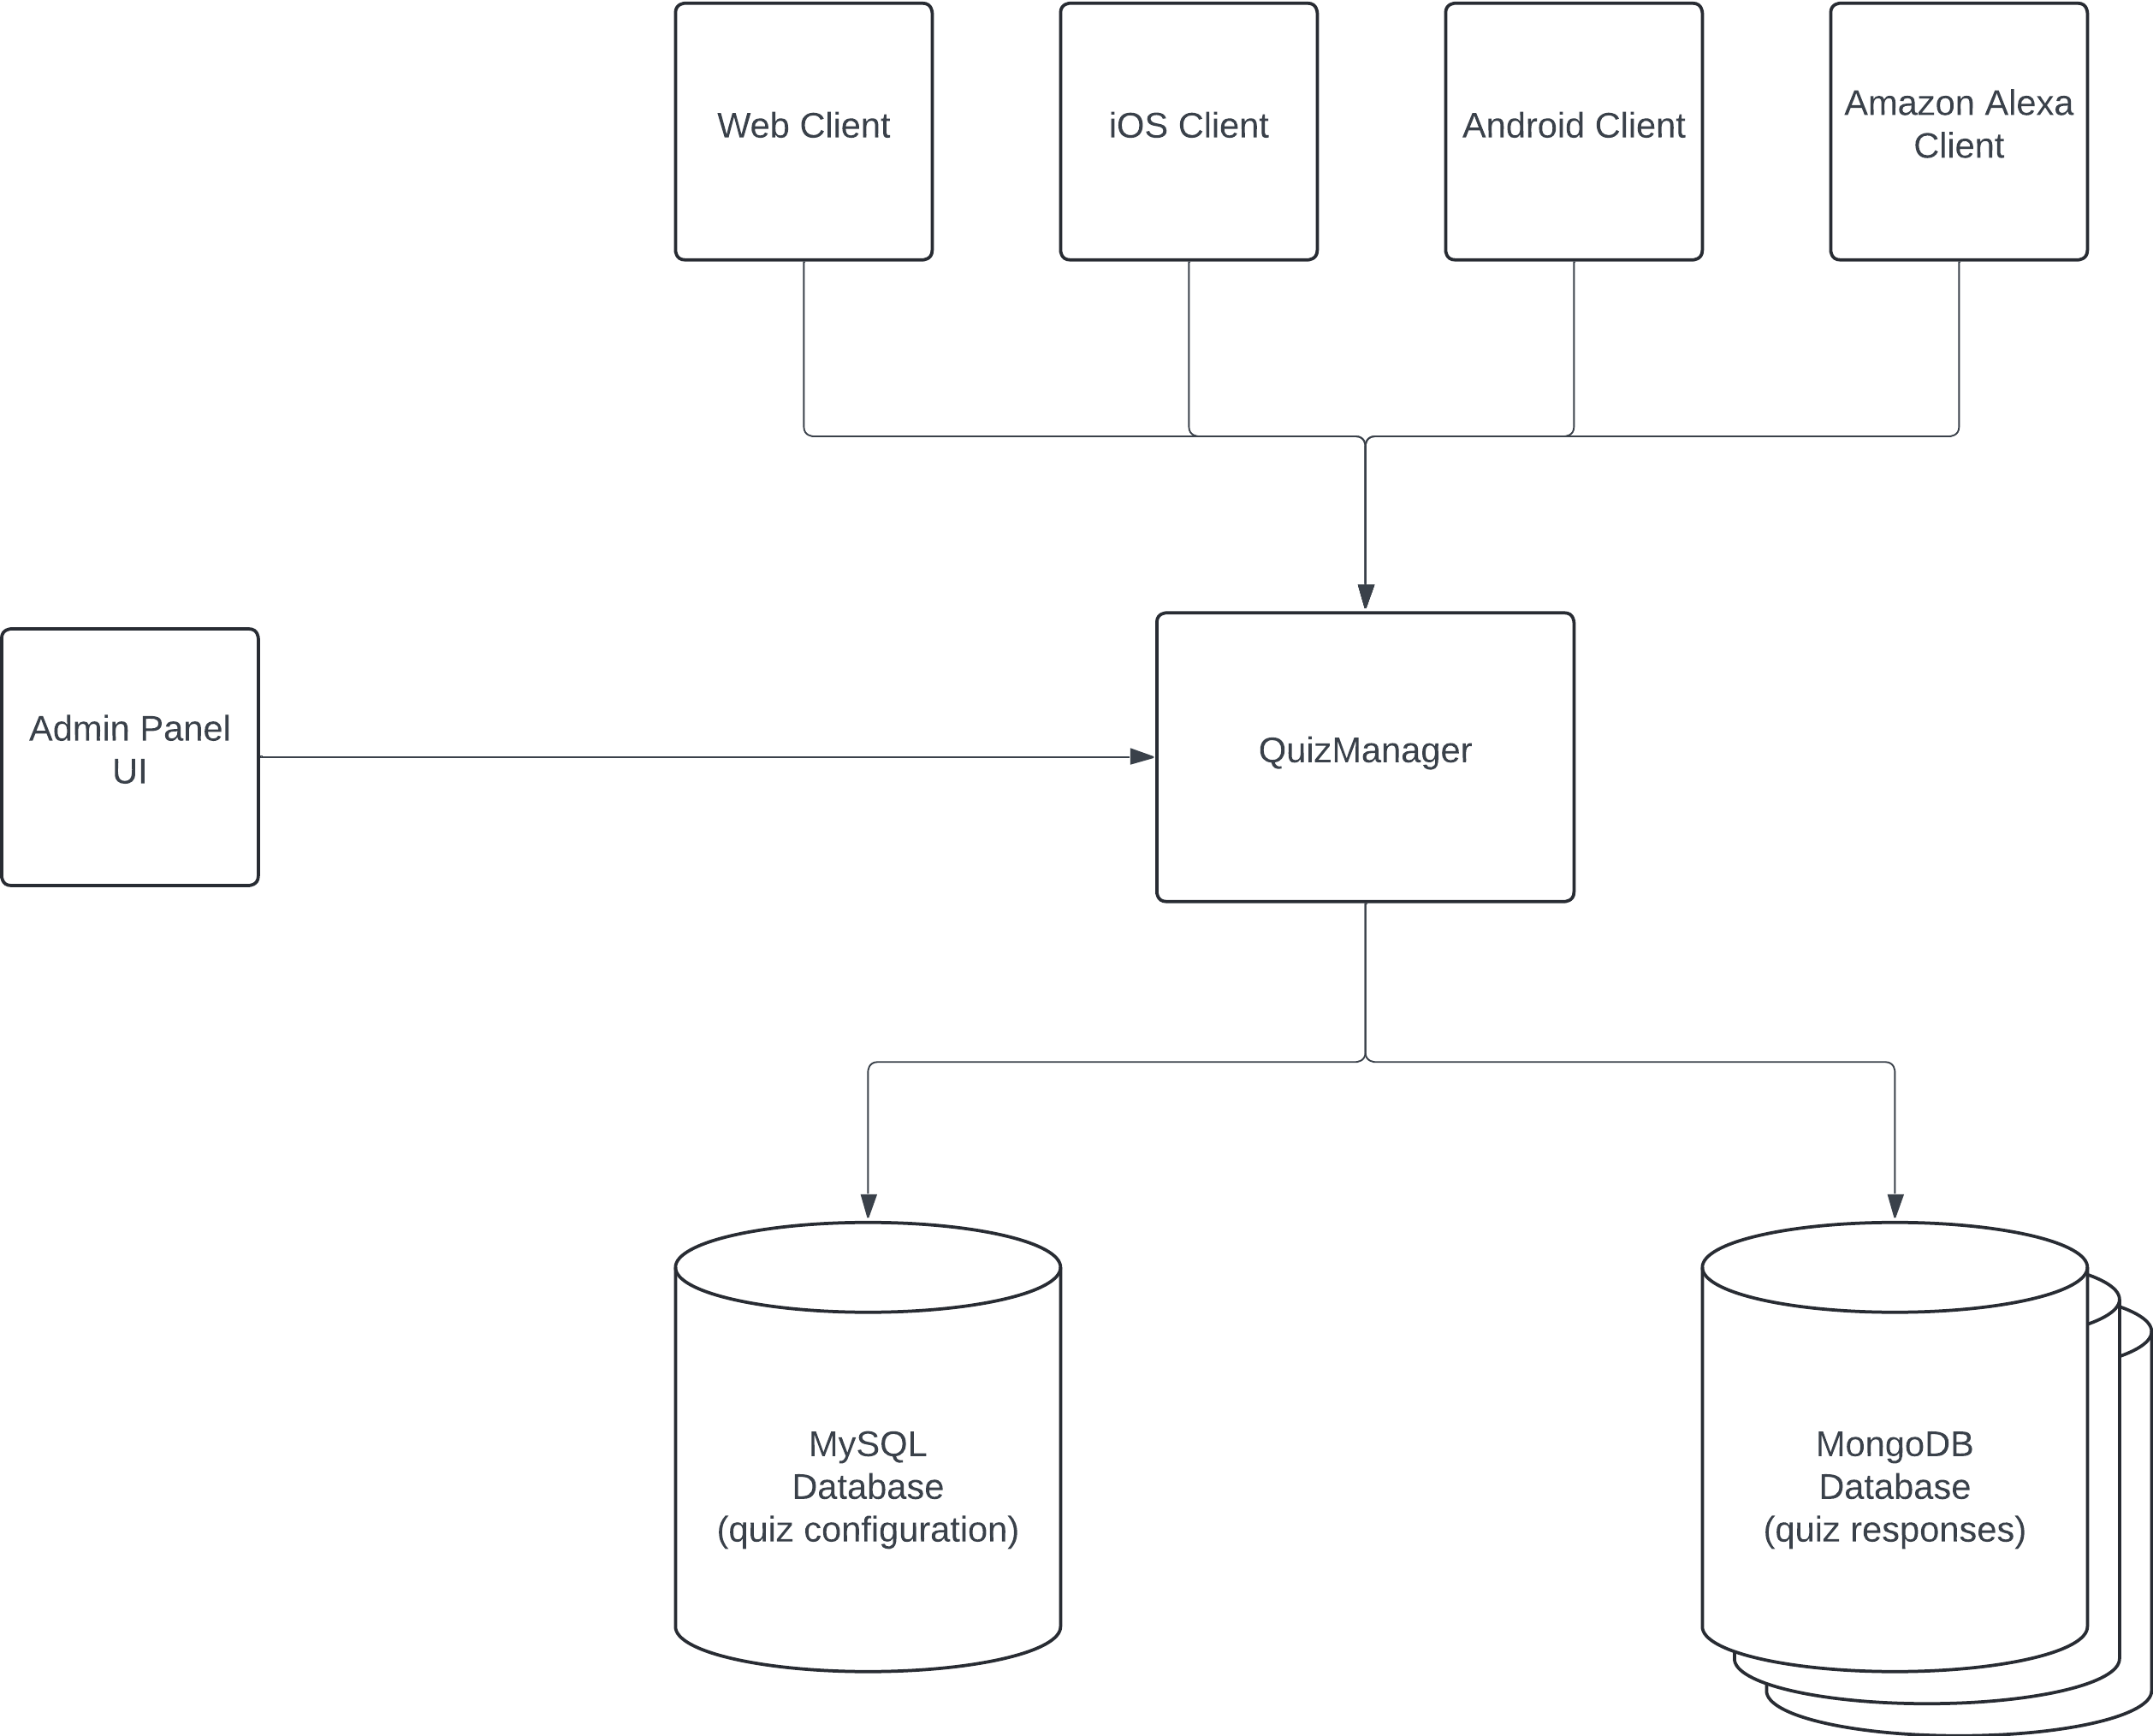 Web Client
iOS Client
Android Client
Amazon Alexa
Client
Admin Panel
UI
QuizManager
MySQL
Database
(quiz configuration)
MongoDB
Database
(quiz responses)